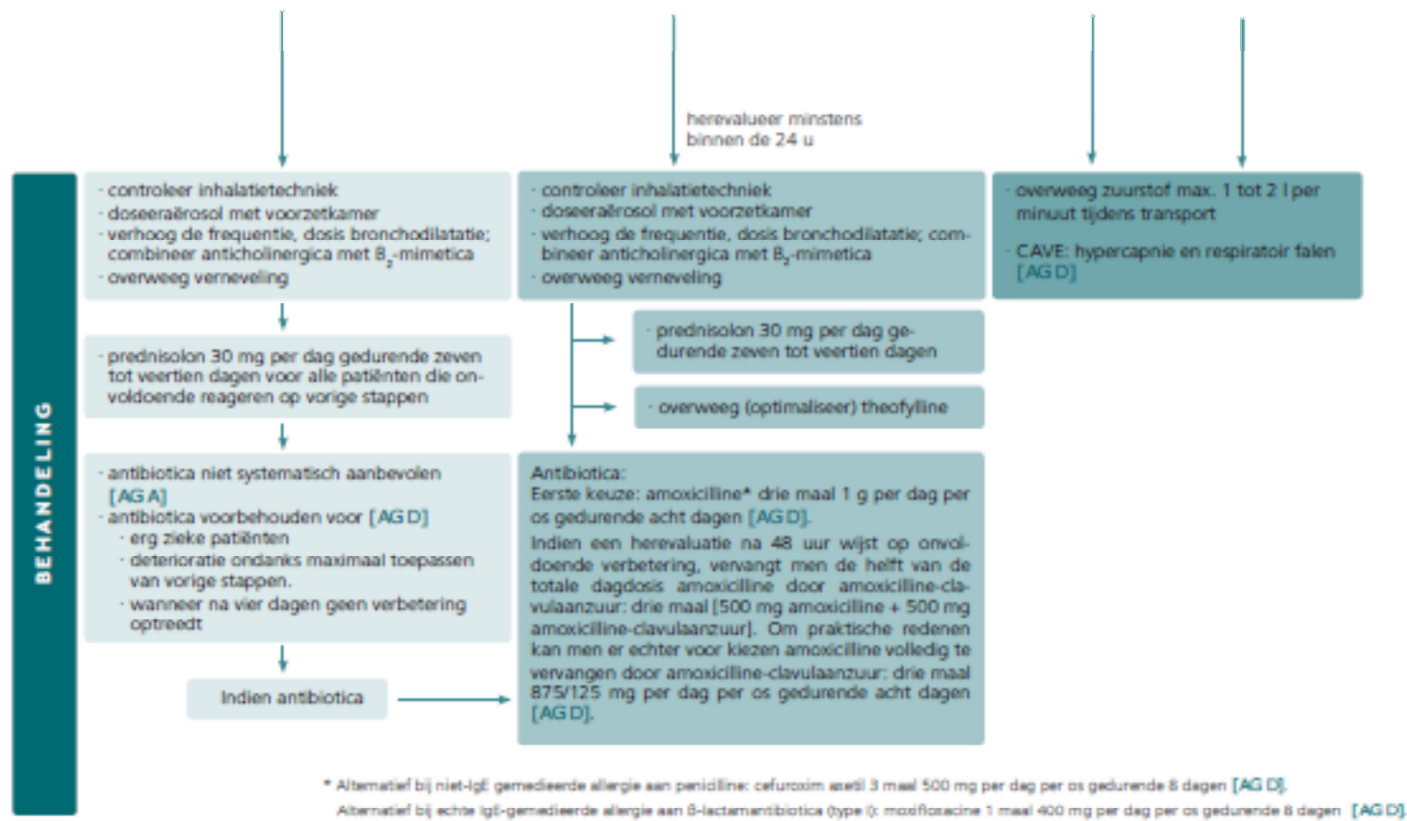 herevalueer minstens
binnen de 24 u
BEHANDELING
· controleer inhalatietechniek
· doseeraërosol met voorzetkamer
· verhoog de frequentie, dosis bronchodilatatie;
combineer anticholinergica met ß2-mimetica
· overweeg verneveling
· prednisolon 30 mg per dag gedurende zeven
tot veertien dagen voor alle patiënten die on-
voldoende reageren op vorige stappen
· antibiotica niet systematisch aanbevolen
[AG A]
· antibiotica voorbehouden voor [AG D]
· erg zieke patiënten
· deterioratie ondanks maximaal toepassen
van vorige stappen.
· wanneer na vier dagen geen verbetering
optreedt
Indien antibiotica
· controleer inhalatietechniek
· doseeraërosol met voorzetkamer
· verhoog de frequentie, dosis bronchodilatatie; com-
bineer anticholinergica met ß2-mimetica
· overweeg verneveling
· prednisolon 30 mg per dag ge-
durende zeven tot veertien dagen
· overweeg (optimaliseer) theofylline
Antibiotica:
Eerste keuze: amoxicilline* drie maal 1 g per dag per
os gedurende acht dagen [AG D].
Indien een herevaluatie na 48 uur wijst op onvol-
doende verbetering, vervangt men de helft van de
totale dagdosis amoxicilline door amoxicilline-cla-
vulaanzuur: drie maal [500 mg amoxicilline + 500 mg
amoxicilline-clavulaanzuur]. Om praktische redenen
kan men er echter voor kiezen amoxicilline volledig te
vervangen door amoxicilline-clavulaanzuur: drie maal
875/125 mg per dag per os gedurende acht dagen
[AG D].
· overweeg zuurstof max. 1 tot 2 l per
minuut tijdens transport
· CAVE: hypercapnie en respiratoir falen
[AG D]
* Alternatief bij niet-IgE gemedieerde allergie aan penicilline: cefuroxim axetil 3 maal 500 mg per dag per os gedurende 8 dagen [AG D].
Alternatief bij echte IgE-gemedieerde allergie aan ß-lactamantibiotica (type I): moxifloxacine 1 maal 400 mg per dag per os gedurende 8 dagen [AG D].